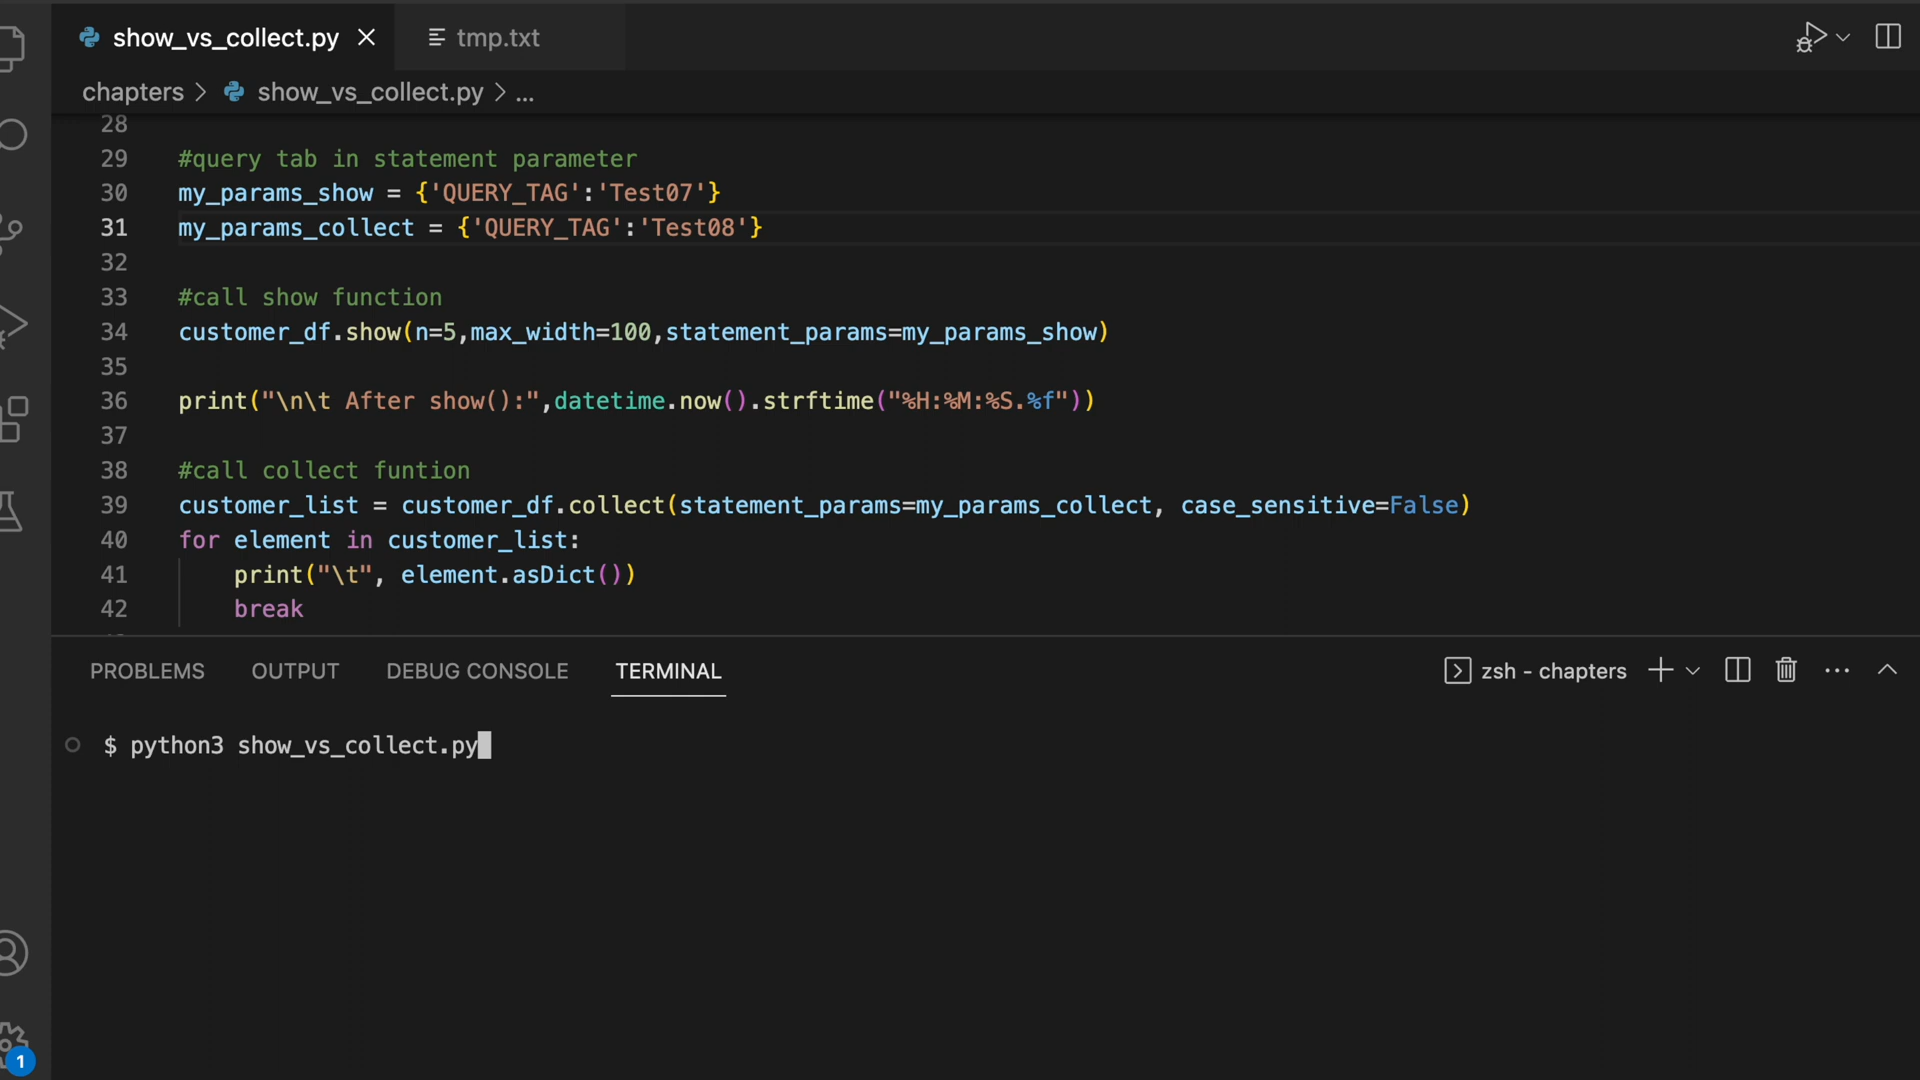 show_vs_collect.py
tmp.txt
chapters > show_vs_collect.py > ...
28
29 #query tab in statement parameter
30 my_params_show = {'QUERY_TAG':'Test07'}
31 my_params_collect = {'QUERY_TAG':'Test08'}
32
33 #call show function
34 customer_df.show(n=5,max_width=100,statement_params=my_params_show)
35
36 print("\n\t After show():",datetime.now().strftime("%H:%M:%S.%f"))
37
38 #call collect funtion
39 customer_list = customer_df.collect(statement_params=my_params_collect, case_sensitive=False)
40 for element in customer_list:
41     print("\t", element.asDict())
42     break
PROBLEMS OUTPUT DEBUG CONSOLE TERMINAL
zsh - chapters
$ python3 show_vs_collect.py
1